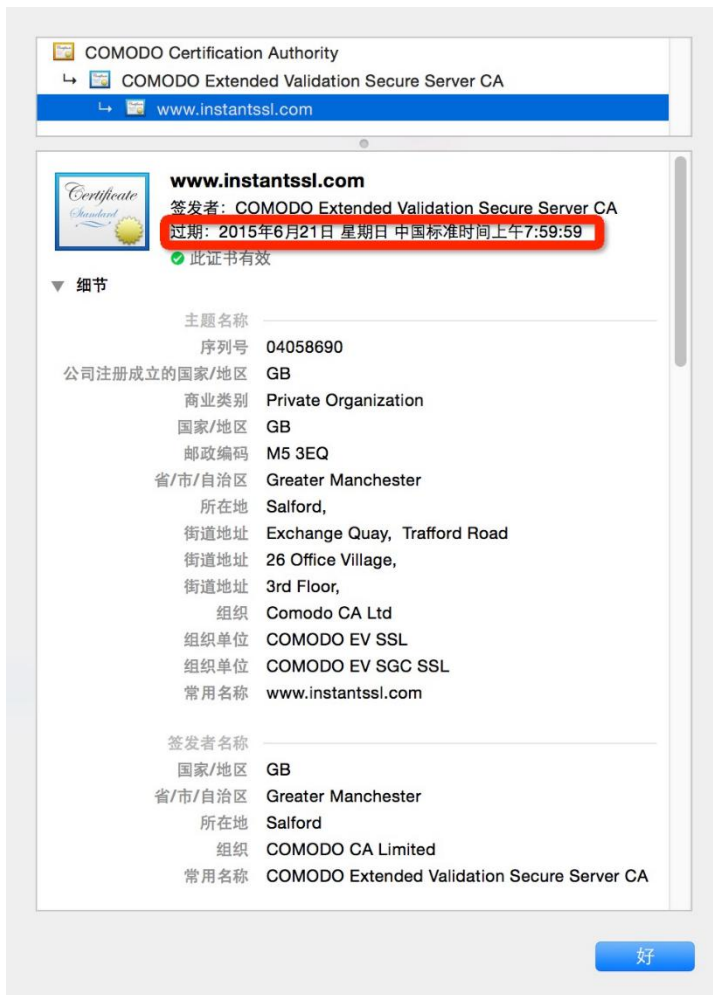 COMODO Certification Authority
COMODO Extended Validation Secure Server CA
www.instantssl.com
Certificate
Standard
www.instantssl.com
签发者：COMODO Extended Validation Secure Server CA
过期：2015年6月21日 星期日 中国标准时间上午7:59:59
此证书有效
细节
主题名称
序列号 04058690
公司注册成立的国家/地区 GB
商业类别 Private Organization
国家/地区 GB
邮政编码 M5 3EQ
省/市/自治区 Greater Manchester
所在地 Salford,
街道地址 Exchange Quay, Trafford Road
街道地址 26 Office Village,
街道地址 3rd Floor,
组织 Comodo CA Ltd
组织单位 COMODO EV SSL
组织单位 COMODO EV SGC SSL
常用名称 www.instantssl.com
签发者名称
国家/地区 GB
省/市/自治区 Greater Manchester
所在地 Salford
组织 COMODO CA Limited
常用名称 COMODO Extended Validation Secure Server CA
好